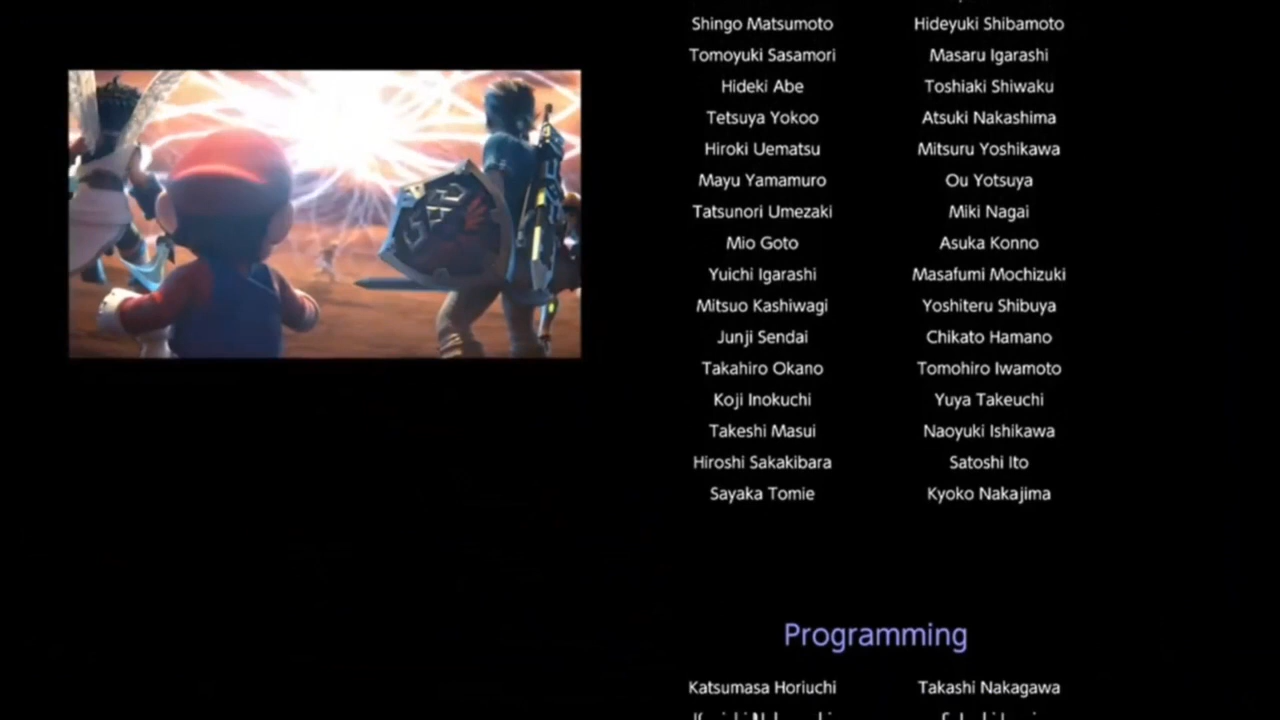 Shingo Matsumoto Hideyuki Shibamoto
Tomoyuki Sasamori Masaru Igarashi
Hideki Abe Toshiaki Shiwaku
Tetsuya Yokoo Atsuki Nakashima
Hiroki Uematsu Mitsuru Yoshikawa
Mayu Yamamuro Ou Yotsuya
Tatsunori Umezaki Miki Nagai
Mio Goto Asuka Konno
Yuichi Igarashi Masafumi Mochizuki
Mitsuo Kashiwagi Yoshiteru Shibuya
Junji Sendai Chikato Hamano
Takahiro Okano Tomohiro Iwamoto
Koji Inokuchi Yuya Takeuchi
Takeshi Masui Naoyuki Ishikawa
Hiroshi Sakakibara Satoshi Ito
Sayaka Tomie Kyoko Nakajima
Programming
Katsumasa Horiuchi Takashi Nakagawa